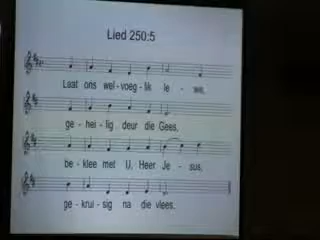 Lied 250:5
Laat ons wel-voeg-lik le - we,
ge-hei-lig deur die Gees,
be-klee met U, Heer Je - sus,
ge-krui-sig na die vlees.